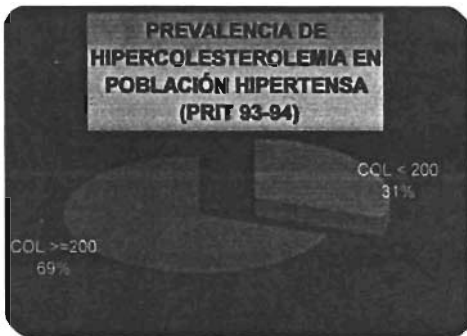 PREVALENCIA DE
HIPERCOLESTEROLEMIA EN
POBLACIÓN HIPERTENSA
(PRIT 93-94)
COL < 200
31%
COL >=200
69%